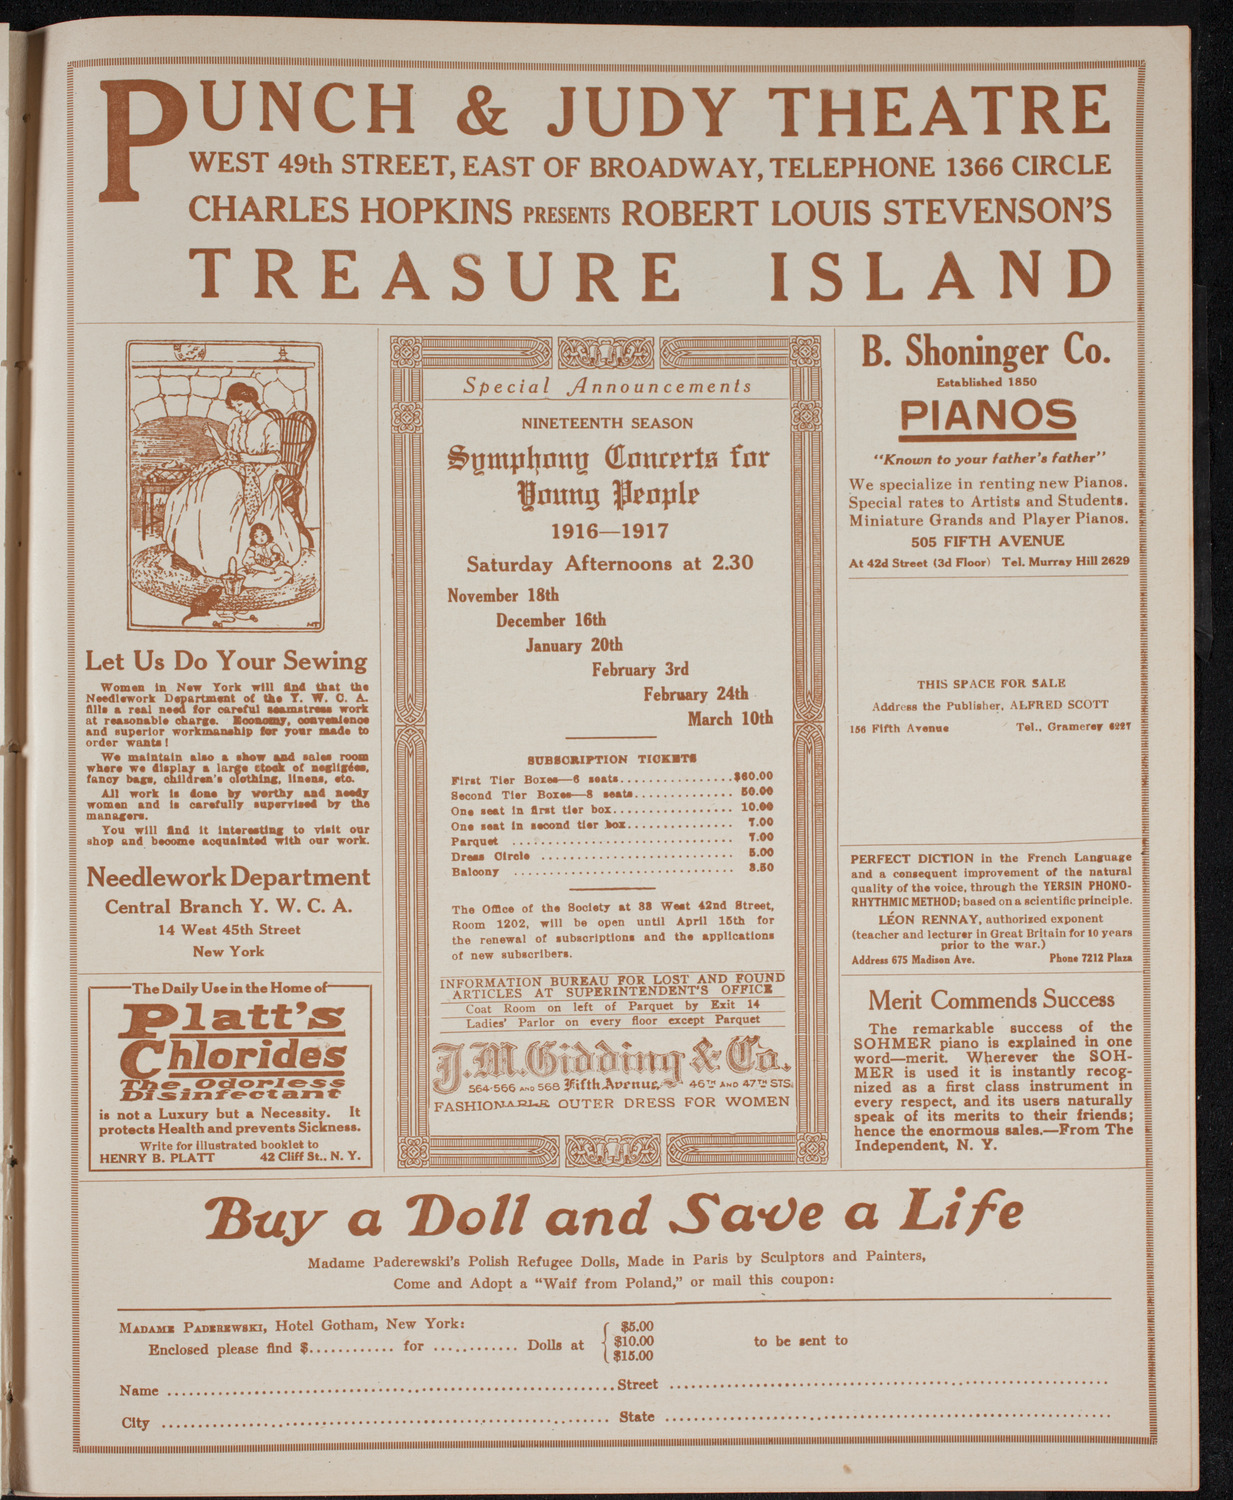 PUNCH & JUDY THEATRE
WEST 49th STREET, EAST OF BROADWAY, TELEPHONE 1366 CIRCLE
CHARLES HOPKINS PRESENTS ROBERT LOUIS STEVENSON'S
TREASURE ISLAND
Let Us Do Your Sewing
Women in New York will find that the
Needlework Department of the Y. W. C. A.
fills a real need for careful seamstress work
at reasonable charge. Economy, convenience
and superior workmanship for your made to
order wants!
We maintain also a show and sales room
where we display a large stock of negligées,
fancy bags, children's clothing, linens, etc.
All work is done by worthy and needy
women and is carefully supervised by the
managers.
You will find it interesting to visit our
shop and become acquainted with our work.
Needlework Department
Central Branch Y. W. C. A.
14 West 45th Street
New York
The Daily Use in the Home of
Platt's
Chlorides
The Odorless
Disinfectant
is not a Luxury but a Necessity. It
protects Health and prevents Sickness.
Write for illustrated booklet to
HENRY B. PLATT 42 Cliff St., N. Y.
Special Announcements
NINETEENTH SEASON
Symphony Concerts for
Young People
1916—1917
Saturday Afternoons at 2.30
November 18th
December 16th
January 20th
February 3rd
February 24th
March 10th
SUBSCRIPTION TICKETS
First Tier Boxes—6 seats...............$60.00
Second Tier Boxes—8 seats.............. 50.00
One seat in first tier box................. 10.00
One seat in second tier box............... 7.00
Parquet ............................... 7.00
Dress Circle ........................... 5.00
Balcony ............................... 3.50
The Office of the Society at 33 West 42nd Street,
Room 1202, will be open until April 15th for
the renewal of subscriptions and the applications
of new subscribers.
INFORMATION BUREAU FOR LOST AND FOUND
ARTICLES AT SUPERINTENDENT'S OFFICE
Coat Room on left of Parquet by Exit 14
Ladies' Parlor on every floor except Parquet
J. M. Gidding & Co.
564-566 AND 568 Fifth Avenue, 46TH AND 47TH STS.
FASHIONABLE OUTER DRESS FOR WOMEN
B. Shoninger Co.
Established 1850
PIANOS
"Known to your father's father"
We specialize in renting new Pianos.
Special rates to Artists and Students.
Miniature Grands and Player Pianos.
505 FIFTH AVENUE
At 42d Street (3d Floor) Tel. Murray Hill 2629
THIS SPACE FOR SALE
Address the Publisher, ALFRED SCOTT
156 Fifth Avenue Tel., Gramercy 6227
PERFECT DICTION in the French Language
and a consequent improvement of the natural
quality of the voice, through the YERSIN PHONO-
RHYTHMIC METHOD; based on a scientific principle.
LÉON RENNAY, authorized exponent
(teacher and lecturer in Great Britain for 10 years
prior to the war.)
Address 675 Madison Ave. Phone 7212 Plaza
Merit Commends Success
The remarkable success of the
SOHMER piano is explained in one
word—merit. Wherever the SOH-
MER is used it is instantly recog-
nized as a first class instrument in
every respect, and its users naturally
speak of its merits to their friends;
hence the enormous sales.—From The
Independent, N. Y.
Buy a Doll and Save a Life
Madame Paderewski's Polish Refugee Dolls, Made in Paris by Sculptors and Painters,
Come and Adopt a "Waif from Poland," or mail this coupon:
MADAME PADEREWSKI, Hotel Gotham, New York:
Enclosed please find $............ for ............ Dolls at { $5.00 $10.00 $15.00 to be sent to
Name ............................................................Street ............................................................
City ............................................................ State ............................................................